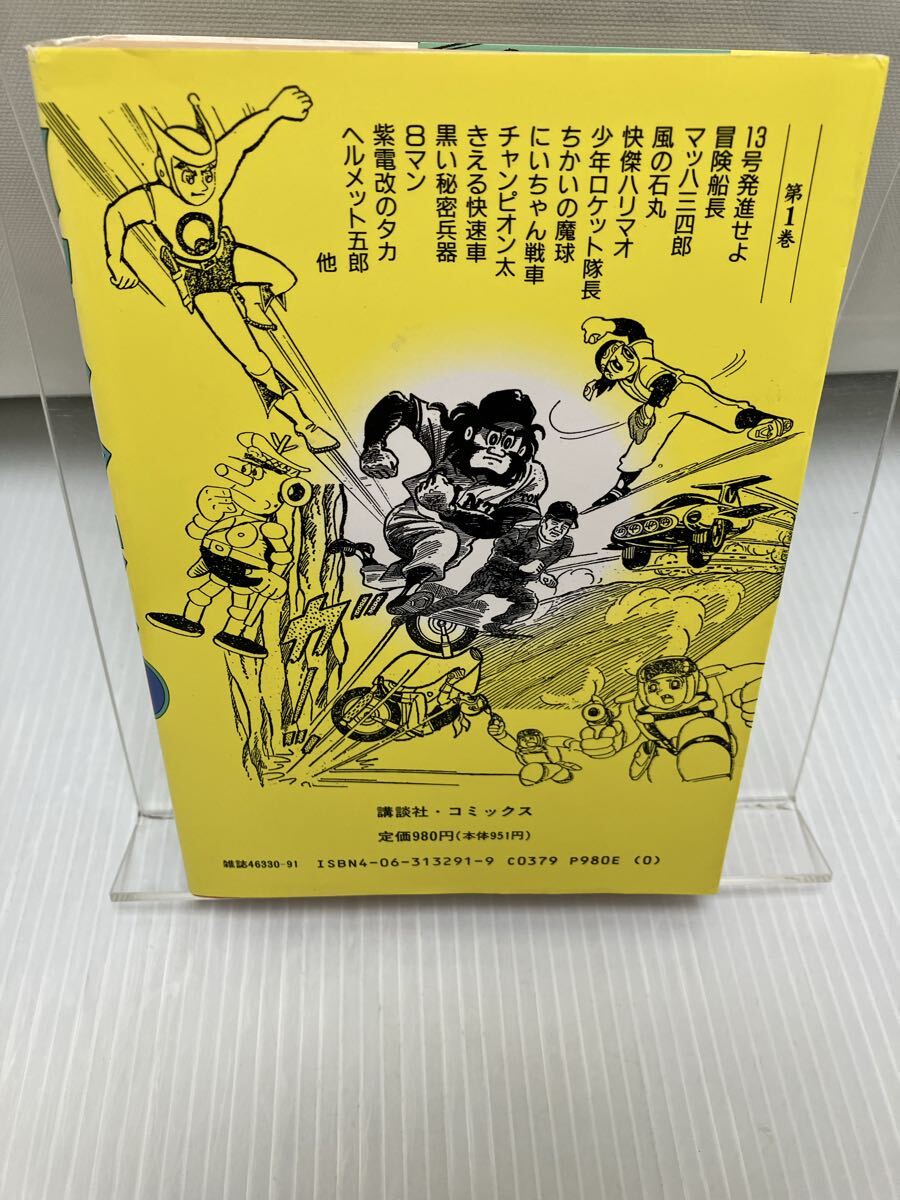 第1巻
13号発進せよ
冒険船長
マッハ三四郎
風の石丸
快傑ハリマオ
少年ロケット隊長
ちかいの魔球
にいちゃん戦車
チャンピオン太
きえる快速車
黒い秘密兵器
8マン
紫電改のタカ
ヘルメット五郎
他
ガガーッ
講談社・コミックス
定価980円(本体951円)
雑誌46330-91 ISBN4-06-313291-9 C0379 P980E (0)